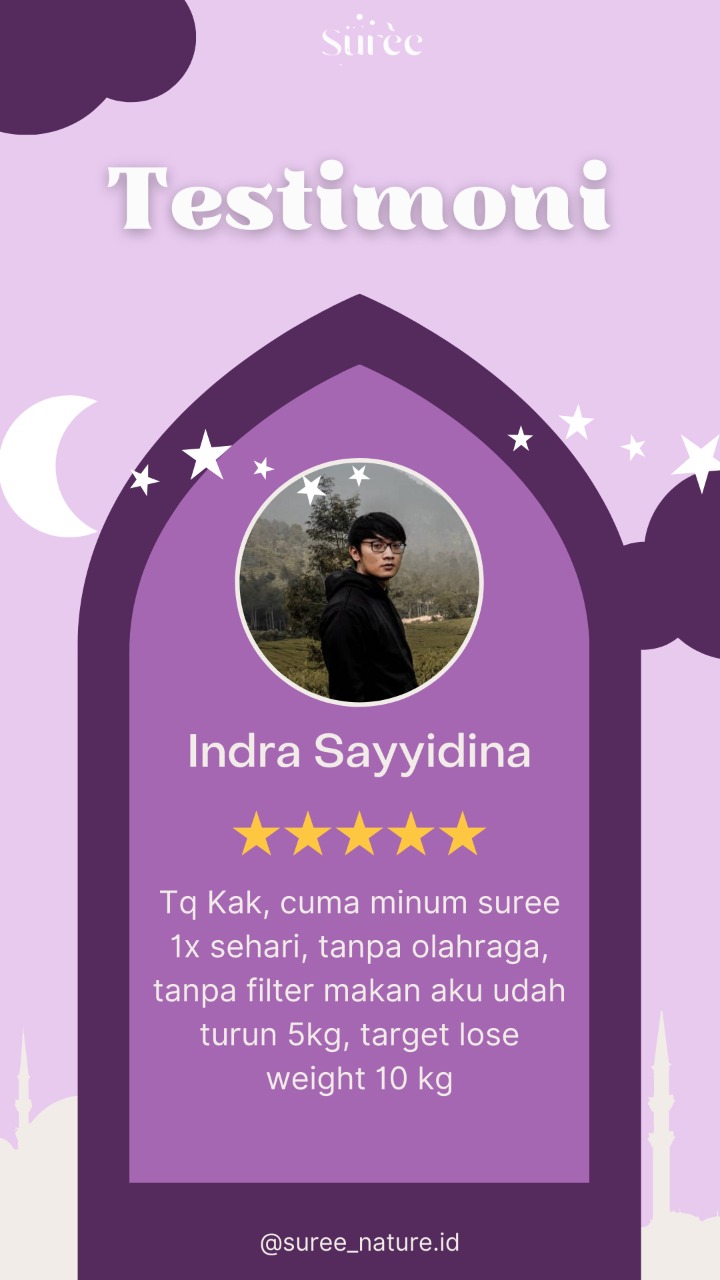 Surèe
Testimoni
Indra Sayyidina
Tq Kak, cuma minum suree
1x sehari, tanpa olahraga,
tanpa filter makan aku udah
turun 5kg, target lose
weight 10 kg
@suree_nature.id